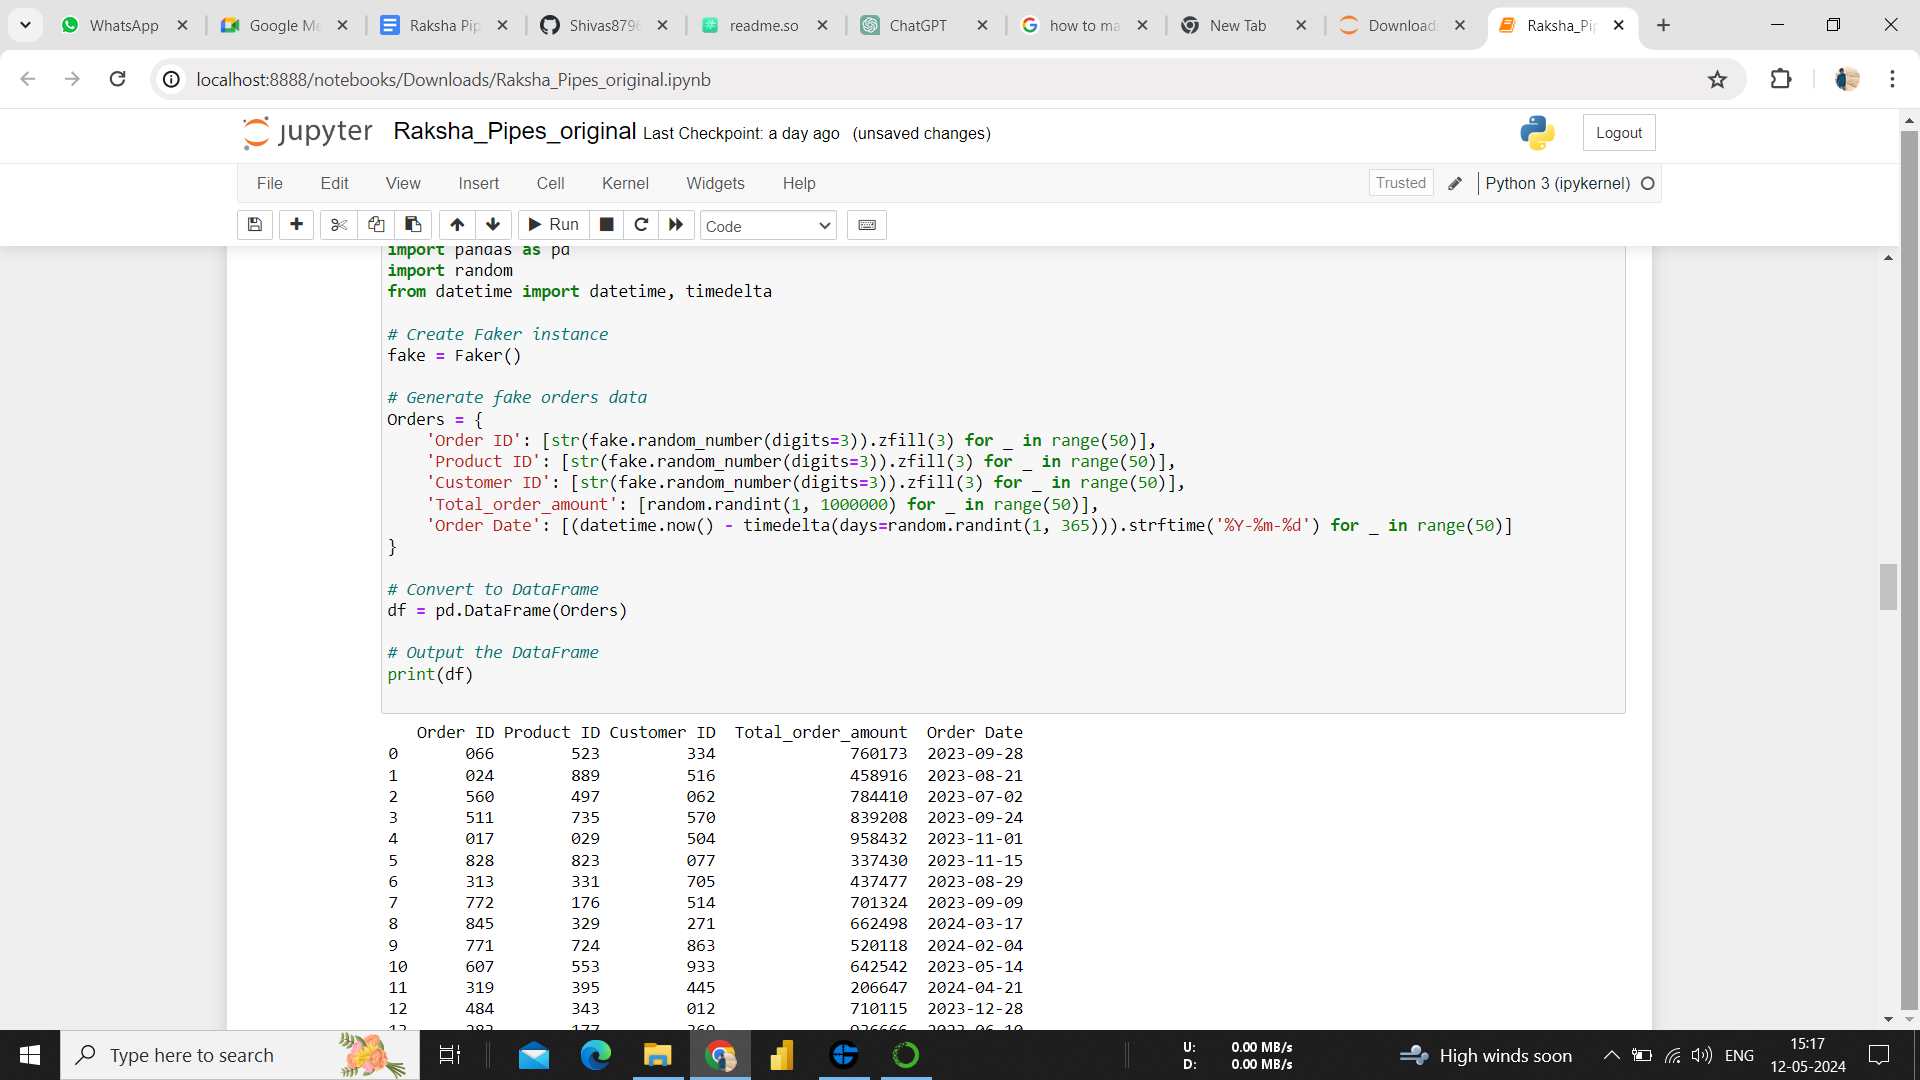 WhatsApp
Google Me
Raksha Pip
Shivas8796
readme.so
ChatGPT
how to ma
New Tab
Download
Raksha_Pip
localhost:8888/notebooks/Downloads/Raksha_Pipes_original.ipynb
jupyter Raksha_Pipes_original Last Checkpoint: a day ago (unsaved changes)
Logout
File Edit View Insert Cell Kernel Widgets Help
Trusted
Python 3 (ipykernel)
Run
Code
import pandas as pd
import random
from datetime import datetime, timedelta
# Create Faker instance
fake = Faker()
# Generate fake orders data
Orders = {
    'Order ID': [str(fake.random_number(digits=3)).zfill(3) for _ in range(50)],
    'Product ID': [str(fake.random_number(digits=3)).zfill(3) for _ in range(50)],
    'Customer ID': [str(fake.random_number(digits=3)).zfill(3) for _ in range(50)],
    'Total_order_amount': [random.randint(1, 1000000) for _ in range(50)],
    'Order Date': [(datetime.now() - timedelta(days=random.randint(1, 365))).strftime('%Y-%m-%d') for _ in range(50)]
}
# Convert to DataFrame
df = pd.DataFrame(Orders)
# Output the DataFrame
print(df)
Order ID Product ID Customer ID Total_order_amount Order Date
0 066 523 334 760173 2023-09-28
1 024 889 516 458916 2023-08-21
2 560 497 062 784410 2023-07-02
3 511 735 570 839208 2023-09-24
4 017 029 504 958432 2023-11-01
5 828 823 077 337430 2023-11-15
6 313 331 705 437477 2023-08-29
7 772 176 514 701324 2023-09-09
8 845 329 271 662498 2024-03-17
9 771 724 863 520118 2024-02-04
10 607 553 933 642542 2023-05-14
11 319 395 445 206647 2024-04-21
12 484 343 012 710115 2023-12-28
Type here to search
U: 0.00 MB/s
D: 0.00 MB/s
High winds soon
ENG
15:17
12-05-2024